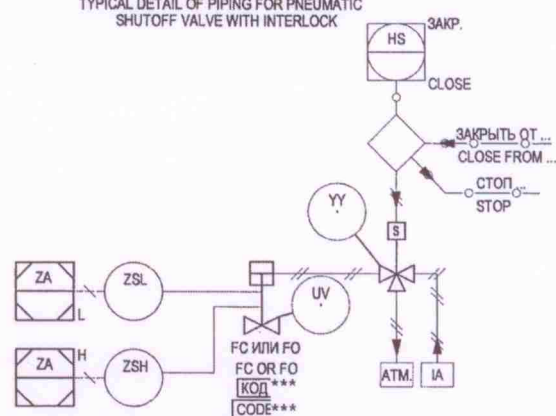 TYPICAL DETAIL OF PIPING FOR PNEUMATIC
SHUTOFF VALVE WITH INTERLOCK
HS
ЗАКР.
CLOSE
ЗАКРЫТЬ ОТ ...
CLOSE FROM ...
СТОП ...
STOP
YY
S
ZA
L
ZSL
UV
ZA
H
ZSH
FC ИЛИ FO
FC OR FO
КОД ***
CODE***
ATM.
IA